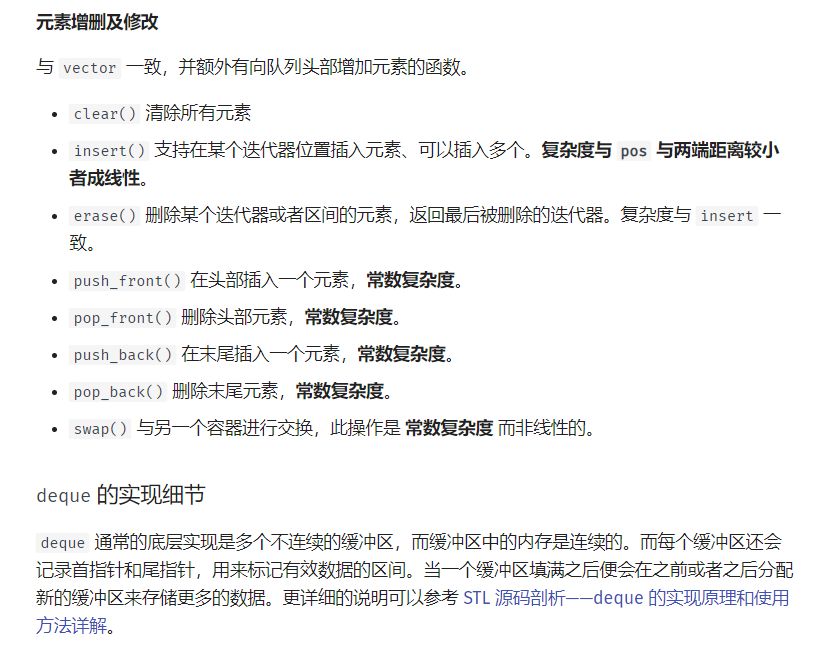 元素增删及修改
与 vector 一致，并额外有向队列头部增加元素的函数。
clear() 清除所有元素
insert() 支持在某个迭代器位置插入元素、可以插入多个。复杂度与 pos 与两端距离较小
者成线性。
erase() 删除某个迭代器或者区间的元素，返回最后被删除的迭代器。复杂度与 insert 一
致。
push_front() 在头部插入一个元素，常数复杂度。
pop_front() 删除头部元素，常数复杂度。
push_back() 在末尾插入一个元素，常数复杂度。
pop_back() 删除末尾元素，常数复杂度。
swap() 与另一个容器进行交换，此操作是 常数复杂度 而非线性的。
deque 的实现细节
deque 通常的底层实现是多个不连续的缓冲区，而缓冲区中的内存是连续的。而每个缓冲区还会
记录首指针和尾指针，用来标记有效数据的区间。当一个缓冲区填满之后便会在之前或者之后分配
新的缓冲区来存储更多的数据。更详细的说明可以参考 STL 源码剖析——deque 的实现原理和使用
方法详解。